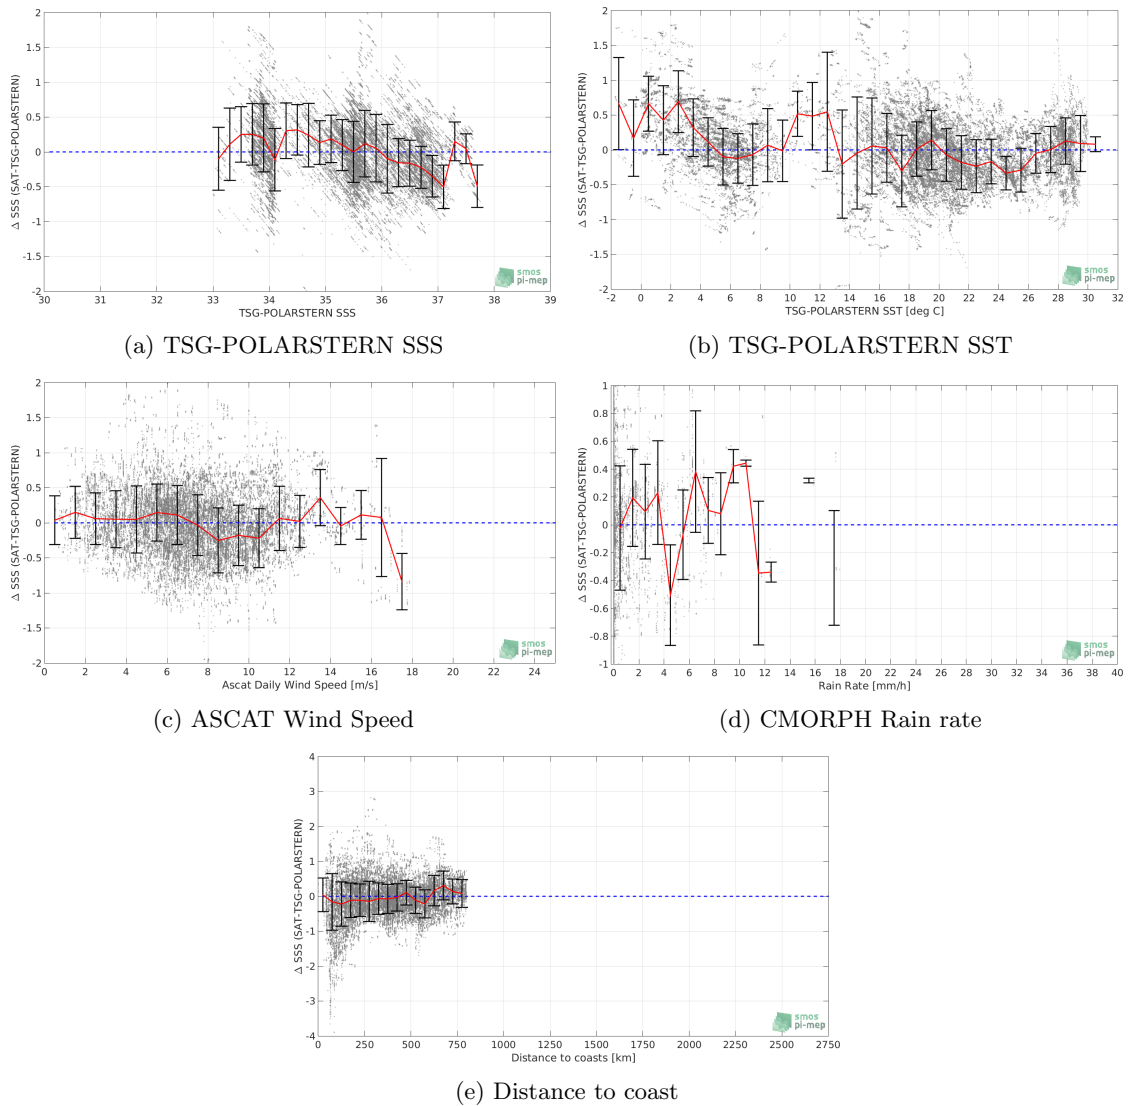 2
1.5
1
0.5
0
-0.5
-1
-1.5
-2
Δ SSS (SAT-TSG-POLARSTERN)
30 31 32 33 34 35 36 37 38 39
TSG-POLARSTERN SSS
smos
pi-mep
(a) TSG-POLARSTERN SSS
2
1.5
1
0.5
0
-0.5
-1
-1.5
-2
Δ SSS (SAT-TSG-POLARSTERN)
-2 0 2 4 6 8 10 12 14 16 18 20 22 24 26 28 30 32
TSG-POLARSTERN SST [deg C]
smos
pi-mep
(b) TSG-POLARSTERN SST
2
1.5
1
0.5
0
-0.5
-1
-1.5
-2
Δ SSS (SAT-TSG-POLARSTERN)
0 2 4 6 8 10 12 14 16 18 20 22 24
Ascat Daily Wind Speed [m/s]
smos
pi-mep
(c) ASCAT Wind Speed
1
0.8
0.6
0.4
0.2
0
-0.2
-0.4
-0.6
-0.8
-1
Δ SSS (SAT-TSG-POLARSTERN)
0 2 4 6 8 10 12 14 16 18 20 22 24 26 28 30 32 34 36 38 40
Rain Rate [mm/h]
smos
pi-mep
(d) CMORPH Rain rate
4
3
2
1
0
-1
-2
-3
-4
Δ SSS (SAT-TSG-POLARSTERN)
0 250 500 750 1000 1250 1500 1750 2000 2250 2500 2750
Distance to coasts [km]
smos
pi-mep
(e) Distance to coast